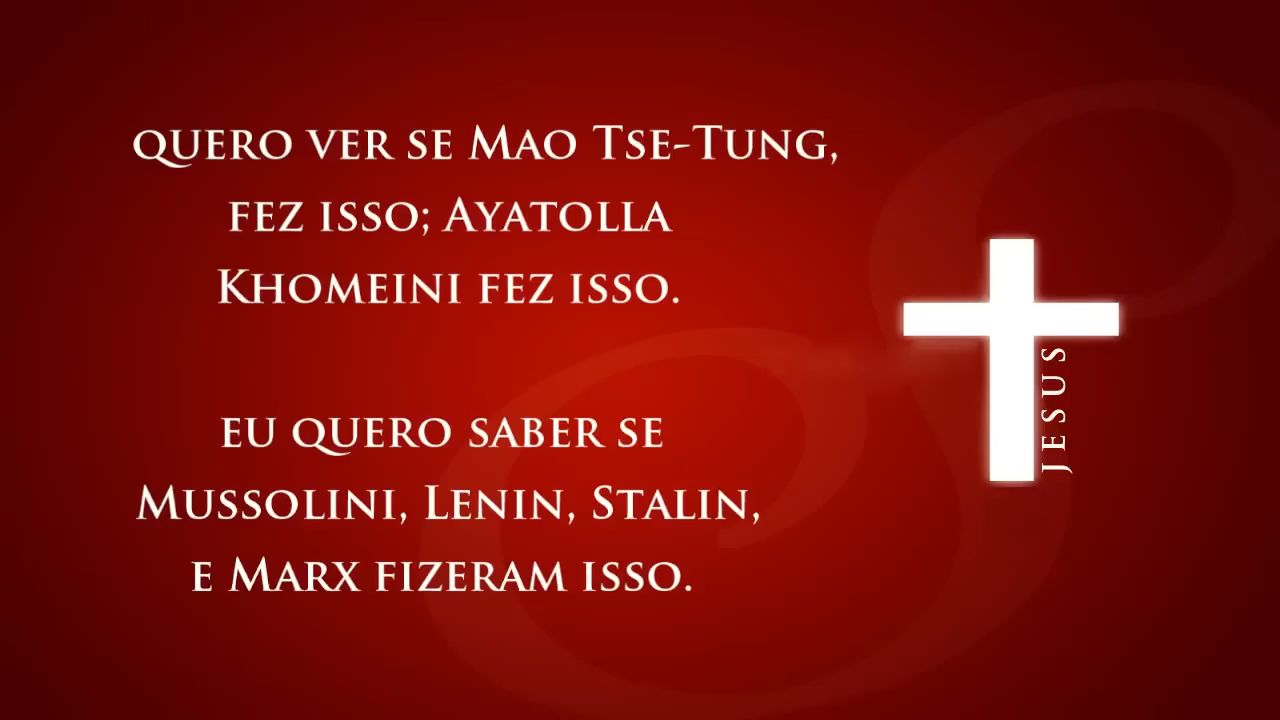 QUERO VER SE MAO TSE-TUNG,
FEZ ISSO; AYATOLLA
KHOMEINI FEZ ISSO.
EU QUERO SABER SE
MUSSOLINI, LENIN, STALIN,
E MARX FIZERAM ISSO.
JESUS